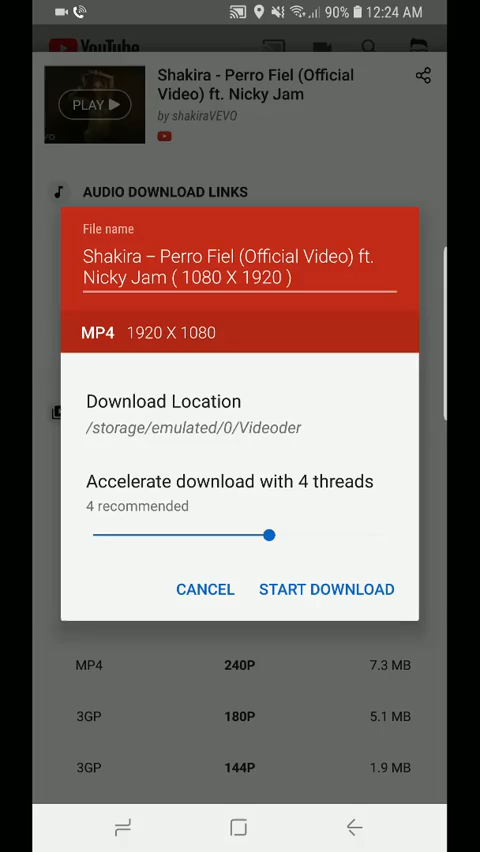 90% 12:24 AM
YouTube
Shakira - Perro Fiel (Official
Video) ft. Nicky Jam
PLAY
by shakiraVEVO
AUDIO DOWNLOAD LINKS
File name
Shakira – Perro Fiel (Official Video) ft.
Nicky Jam ( 1080 X 1920 )
MP4 1920 X 1080
Download Location
/storage/emulated/0/Videoder
Accelerate download with 4 threads
4 recommended
CANCEL START DOWNLOAD
MP4 240P 7.3 MB
3GP 180P 5.1 MB
3GP 144P 1.9 MB